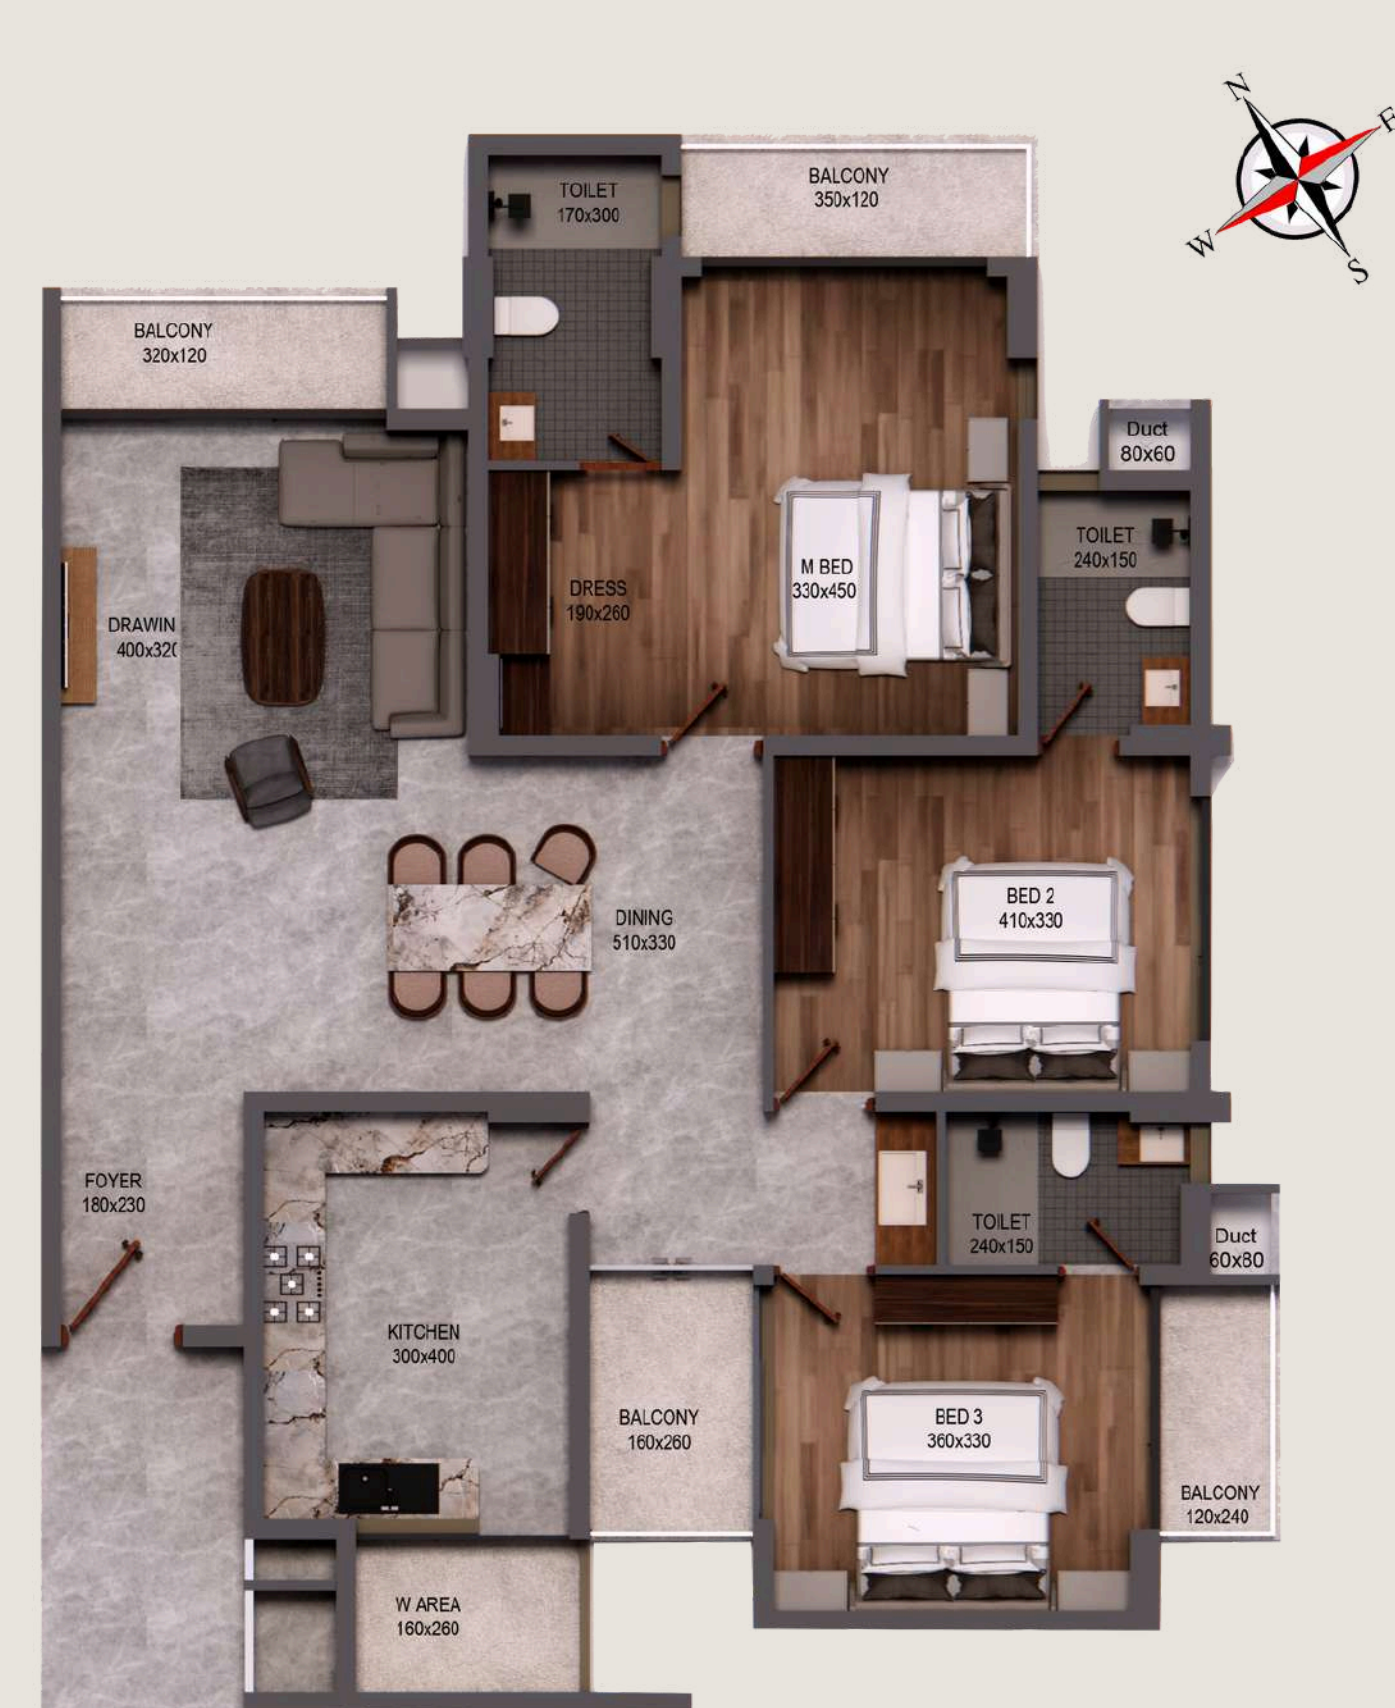 N
E
W
S
TOILET
170x300
BALCONY
350x120
BALCONY
320x120
Duct
80x60
TOILET
240x150
M BED
330x450
DRESS
190x260
DRAWIN
400x320
BED 2
410x330
DINING
510x330
FOYER
180x230
TOILET
240x150
Duct
60x80
KITCHEN
300x400
BALCONY
160x260
BED 3
360x330
BALCONY
120x240
W AREA
160x260